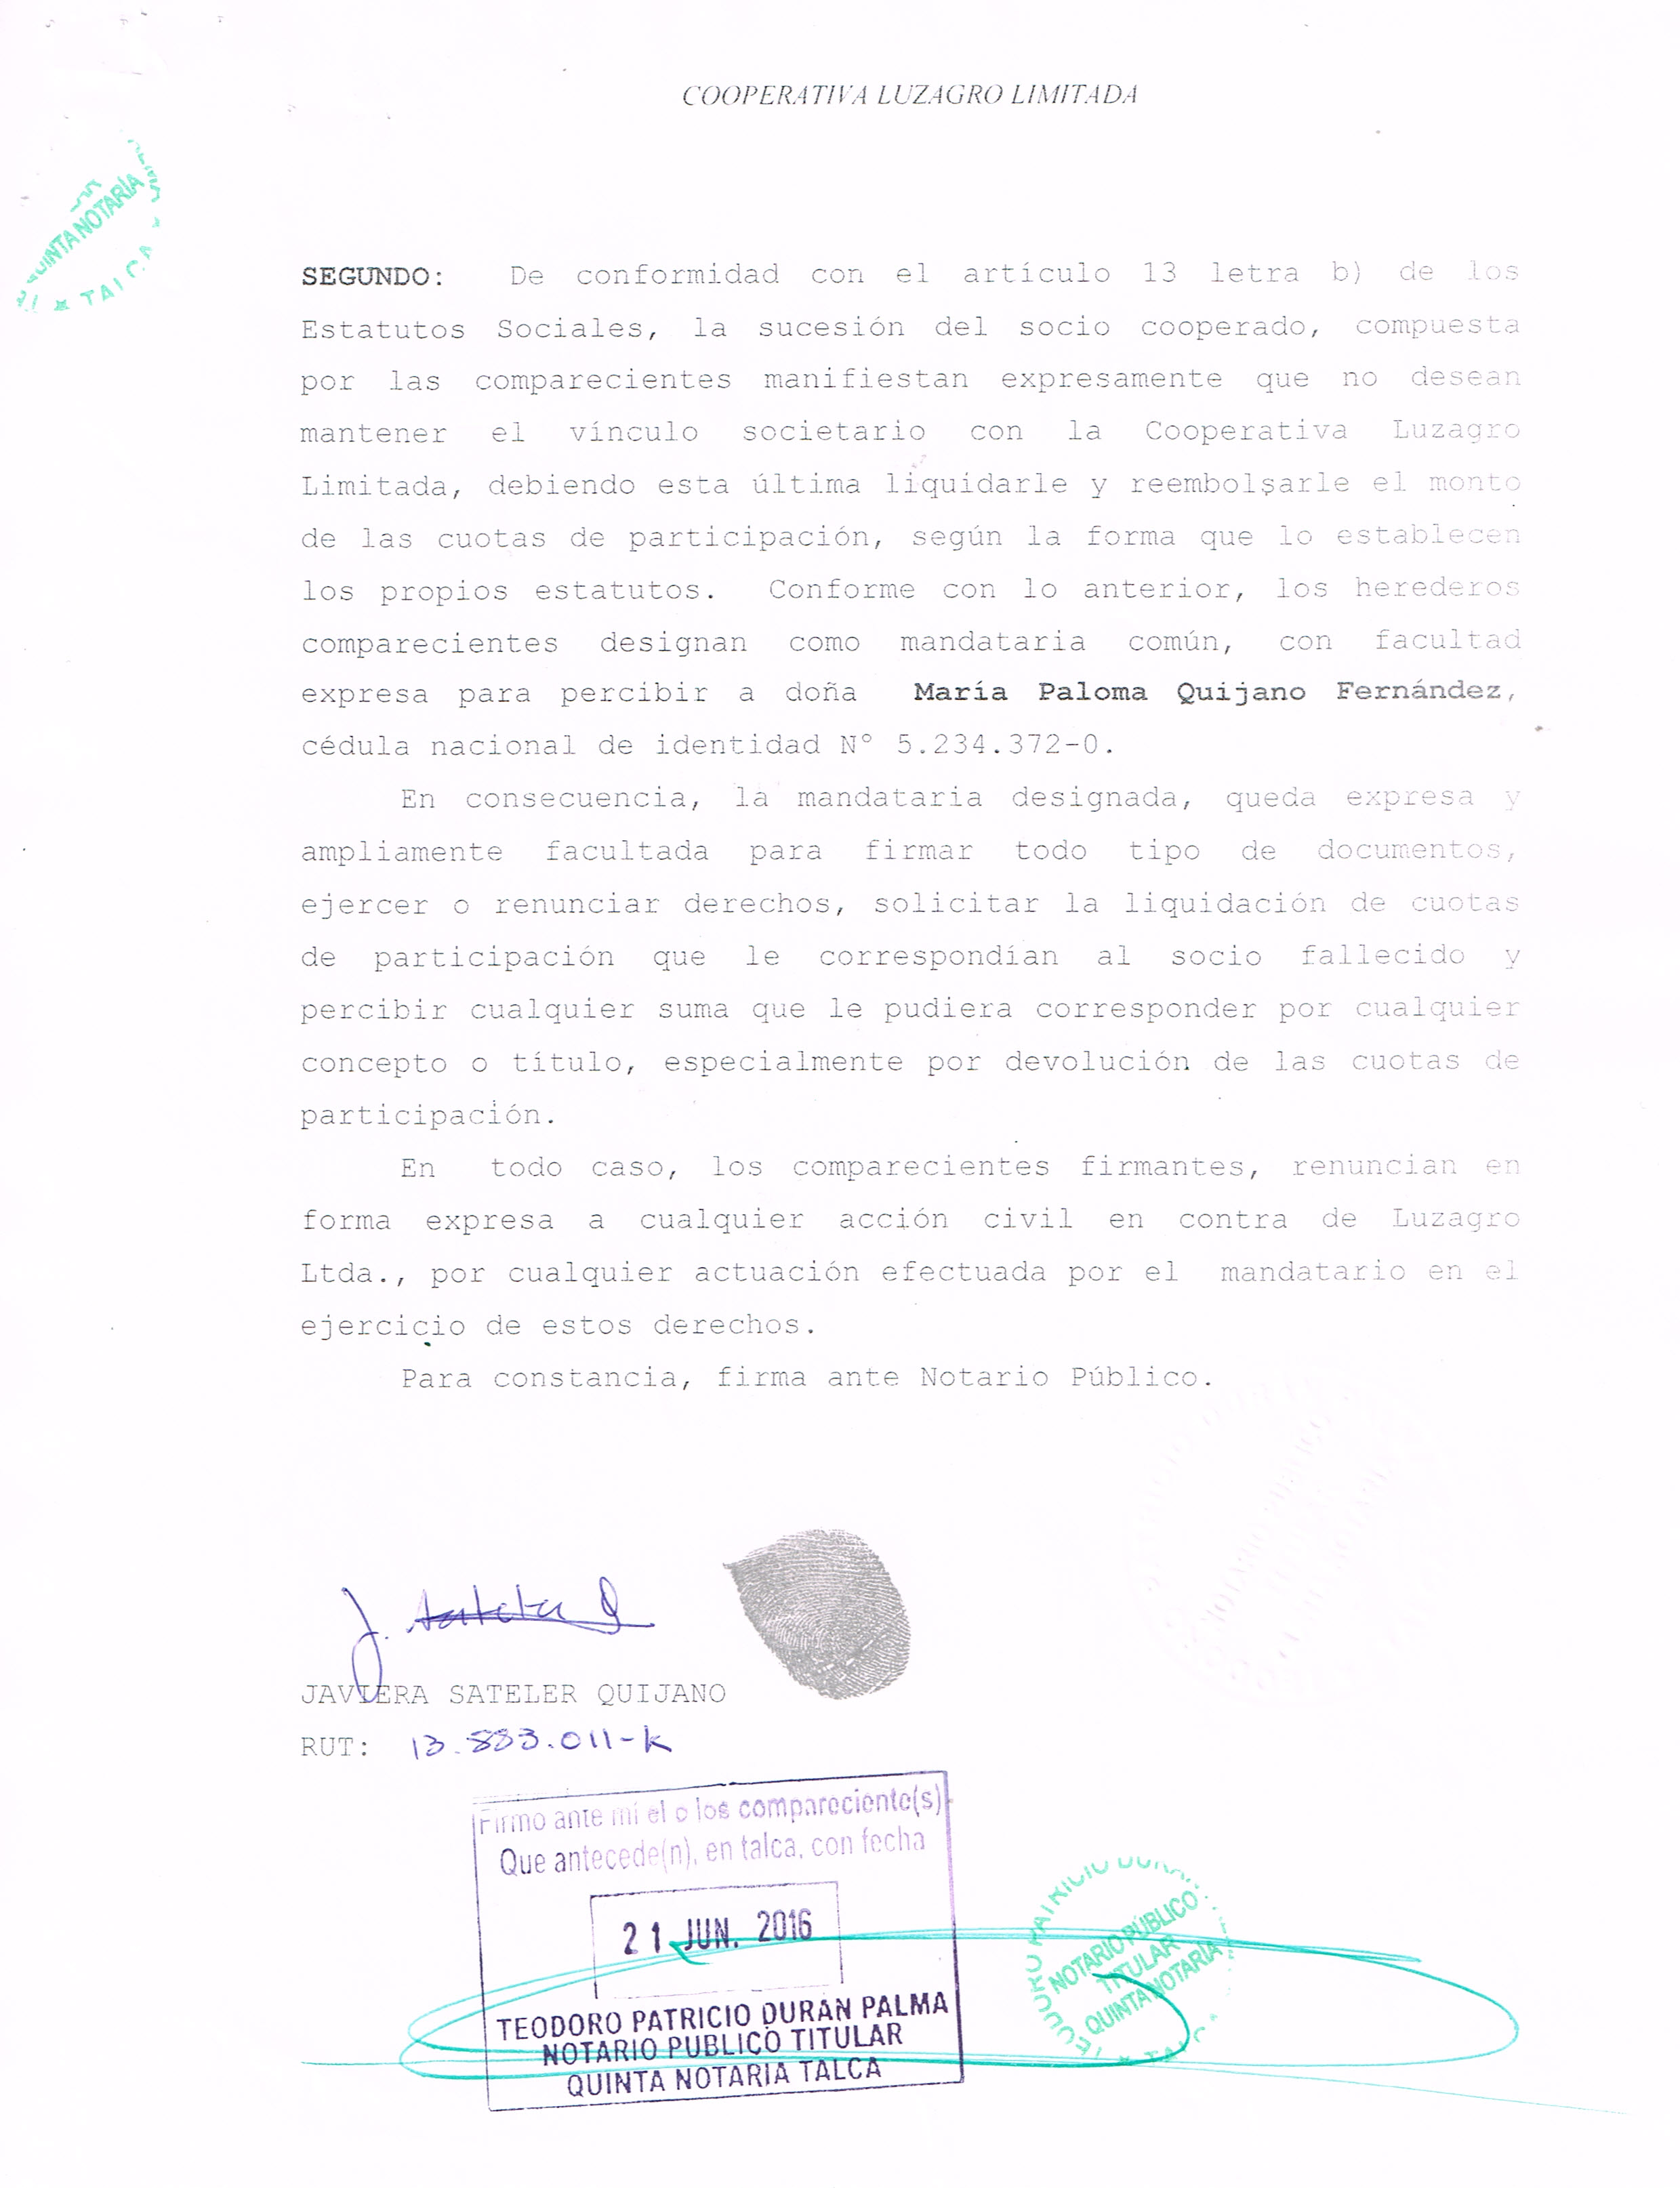 COOPERATIVA LUZAGRO LIMITADA
QUINTA NOTARÍA
TALCA
SEGUNDO: De conformidad con el artículo 13 letra b) de los
Estatutos Sociales, la sucesión del socio cooperado, compuesta
por las comparecientes manifiestan expresamente que no desean
mantener el vínculo societario con la Cooperativa Luzagro
Limitada, debiendo esta última liquidarle y reembolsarle el monto
de las cuotas de participación, según la forma que lo establecen
los propios estatutos. Conforme con lo anterior, los herederos
comparecientes designan como mandataria común, con facultad
expresa para percibir a doña María Paloma Quijano Fernández,
cédula nacional de identidad N° 5.234.372-0.
En consecuencia, la mandataria designada, queda expresa y
ampliamente facultada para firmar todo tipo de documentos,
ejercer o renunciar derechos, solicitar la liquidación de cuotas
de participación que le correspondían al socio fallecido y
percibir cualquier suma que le pudiera corresponder por cualquier
concepto o título, especialmente por devolución de las cuotas de
participación.
En todo caso, los comparecientes firmantes, renuncian en
forma expresa a cualquier acción civil en contra de Luzagro
Ltda., por cualquier actuación efectuada por el mandatario en el
ejercicio de estos derechos.
Para constancia, firma ante Notario Público.
JAVIERA SATELER QUIJANO
RUT: 13.883.011-K
Firmo ante mí el o los compareciente(s)
Que antecede(n), en talca, con fecha
21 JUN. 2016
TEODORO PATRICIO DURAN PALMA
NOTARIO PUBLICO TITULAR
QUINTA NOTARIA TALCA
NOTARIO PÚBLICO
TITULAR
QUINTA NOTARÍA